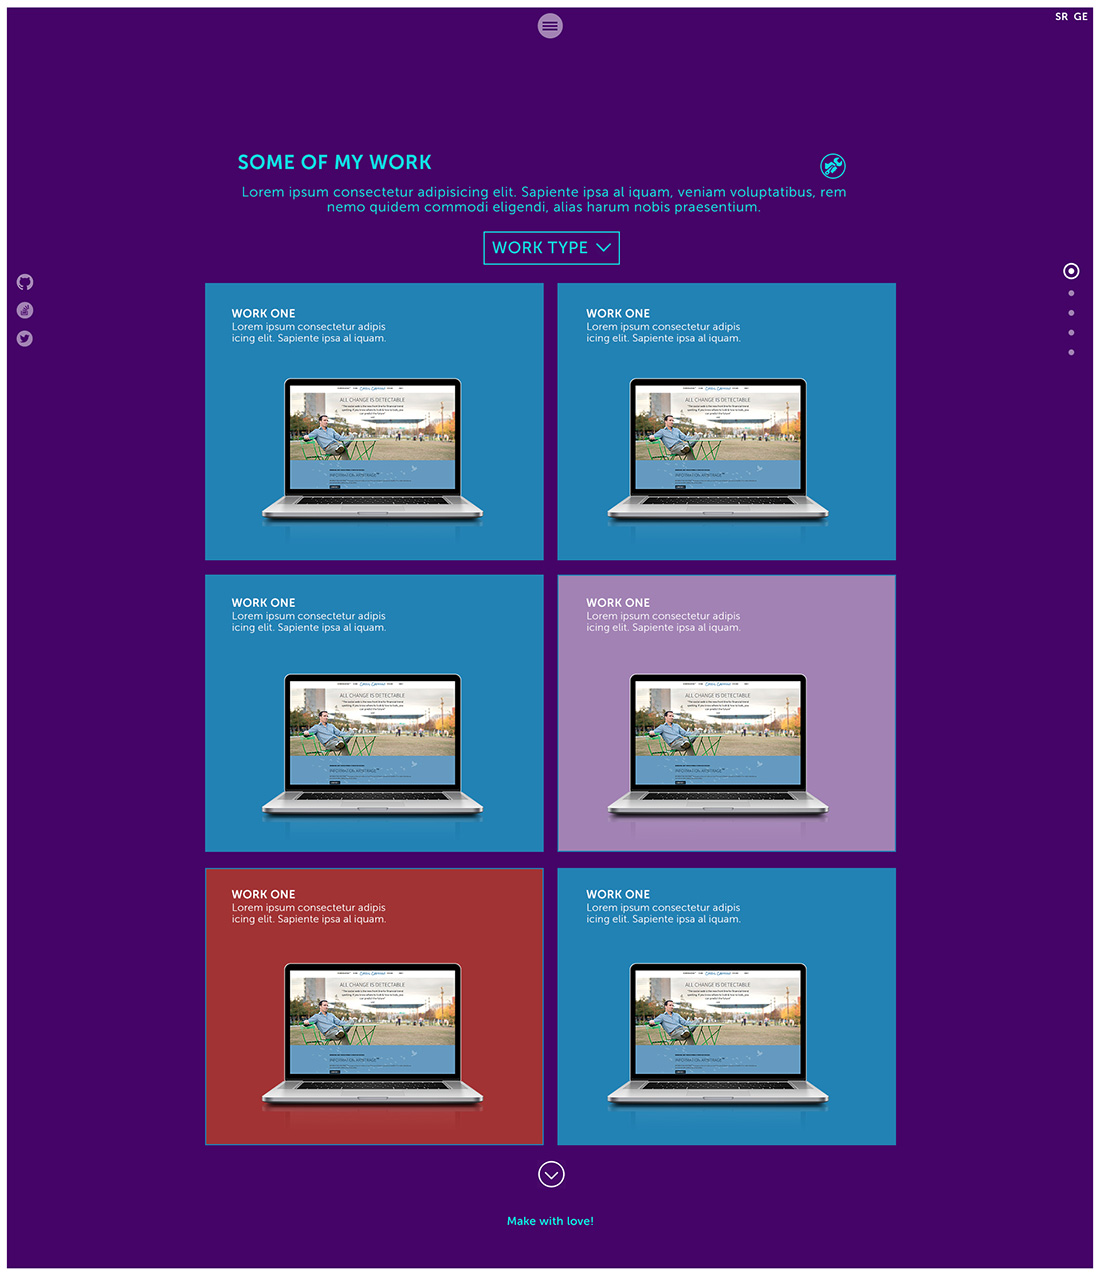 SR GE
SOME OF MY WORK
Lorem ipsum consectetur adipisicing elit. Sapiente ipsa al iquam, veniam voluptatibus, rem
nemo quidem commodi eligendi, alias harum nobis praesentium.
WORK TYPE
WORK ONE
Lorem ipsum consectetur adipis
icing elit. Sapiente ipsa al iquam.
ALL CHANGE IS DETECTABLE
WORK ONE
Lorem ipsum consectetur adipis
icing elit. Sapiente ipsa al iquam.
ALL CHANGE IS DETECTABLE
WORK ONE
Lorem ipsum consectetur adipis
icing elit. Sapiente ipsa al iquam.
ALL CHANGE IS DETECTABLE
WORK ONE
Lorem ipsum consectetur adipis
icing elit. Sapiente ipsa al iquam.
ALL CHANGE IS DETECTABLE
WORK ONE
Lorem ipsum consectetur adipis
icing elit. Sapiente ipsa al iquam.
ALL CHANGE IS DETECTABLE
WORK ONE
Lorem ipsum consectetur adipis
icing elit. Sapiente ipsa al iquam.
ALL CHANGE IS DETECTABLE
Make with love!